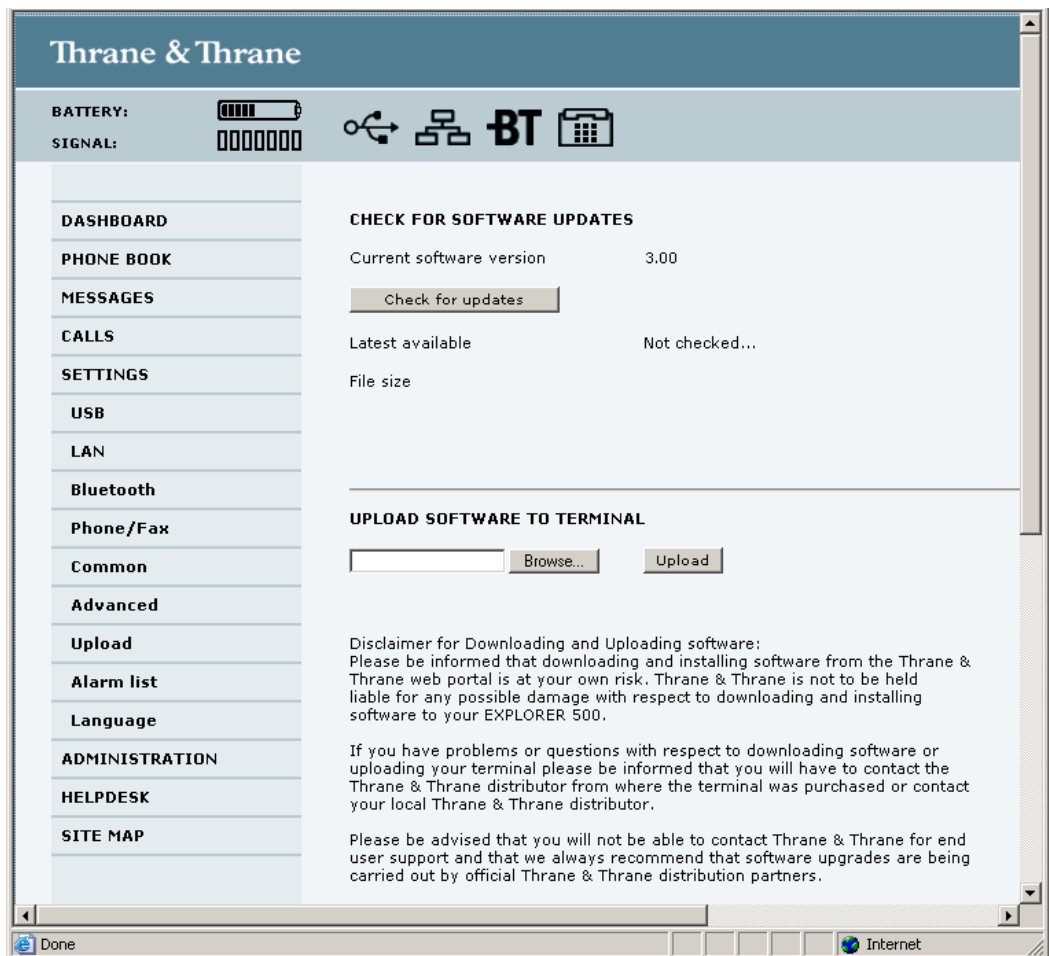 Thrane & Thrane
BATTERY:
SIGNAL:
BT
DASHBOARD
PHONE BOOK
MESSAGES
CALLS
SETTINGS
USB
LAN
Bluetooth
Phone/Fax
Common
Advanced
Upload
Alarm list
Language
ADMINISTRATION
HELPDESK
SITE MAP
CHECK FOR SOFTWARE UPDATES
Current software version 3.00
Check for updates
Latest available Not checked...
File size
UPLOAD SOFTWARE TO TERMINAL
Browse... Upload
Disclaimer for Downloading and Uploading software:
Please be informed that downloading and installing software from the Thrane &
Thrane web portal is at your own risk. Thrane & Thrane is not to be held
liable for any possible damage with respect to downloading and installing
software to your EXPLORER 500.
If you have problems or questions with respect to downloading software or
uploading your terminal please be informed that you will have to contact the
Thrane & Thrane distributor from where the terminal was purchased or contact
your local Thrane & Thrane distributor.
Please be advised that you will not be able to contact Thrane & Thrane for end
user support and that we always recommend that software upgrades are being
carried out by official Thrane & Thrane distribution partners.
Done
Internet